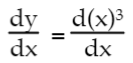 dy/dx = d(x)³/dx